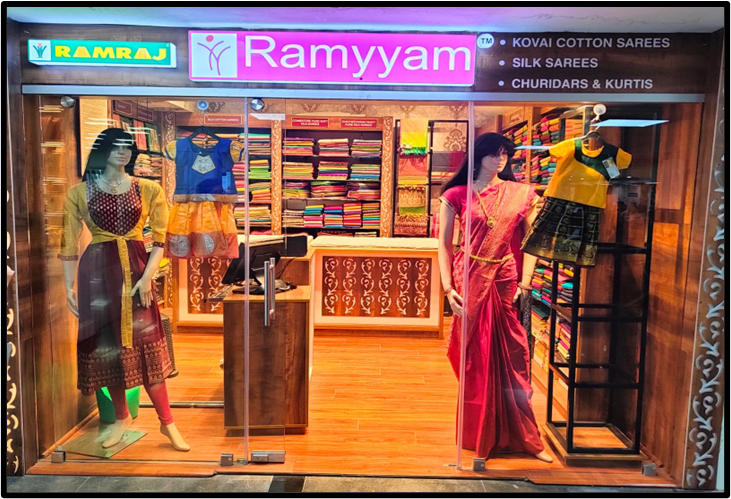 RAMRAJ
Ramyyam
TM
• KOVAI COTTON SAREES
• SILK SAREES
• CHURIDARS & KURTIS